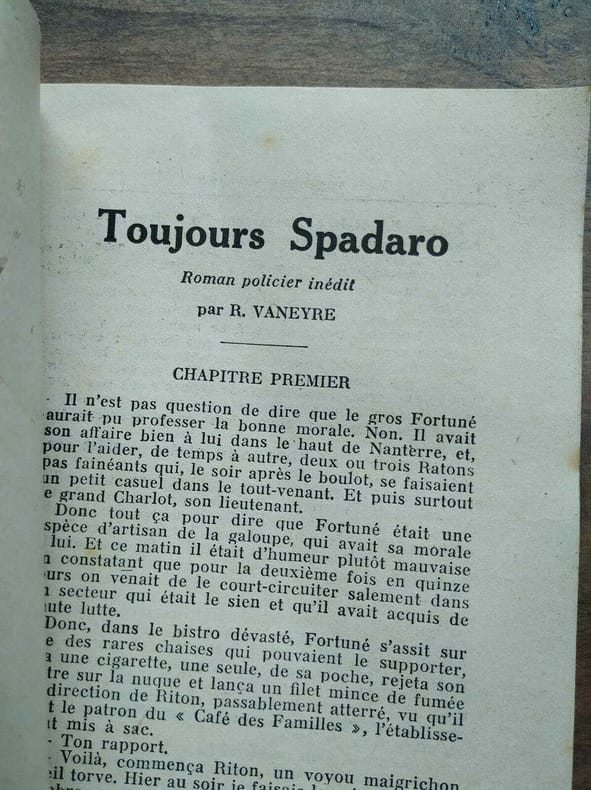 Toujours Spadaro
Roman policier inédit
par R. VANEYRE
CHAPITRE PREMIER
Il n'est pas question de dire que le gros Fortuné
aurait pu professer la bonne morale. Non. Il avait
son affaire bien à lui dans le haut de Nanterre, et,
pour l'aider, de temps à autre, deux ou trois Ratons
pas fainéants qui, le soir après le boulot, se faisaient
un petit casuel dans le tout-venant. Et puis surtout
e grand Charlot, son lieutenant.
Donc tout ça pour dire que Fortuné était une
spèce d'artisan de la galoupe, qui avait sa morale
lui. Et ce matin il était d'humeur plutôt mauvaise
n constatant que pour la deuxième fois en quinze
urs on venait de le court-circuiter salement dans
secteur qui était le sien et qu'il avait acquis de
ute lutte.
Donc, dans le bistro dévasté, Fortuné s'assit sur
e des rares chaises qui pouvaient le supporter,
a une cigarette, une seule, de sa poche, rejeta son
tre sur la nuque et lança un filet mince de fumée
direction de Riton, passablement atterré, vu qu'il
t le patron du « Café des Familles », l'établisse-
t mis à sac.
- Ton rapport.
- Voilà, commença Riton, un voyou maigrichon
eil torve. Hier au soir je faisais